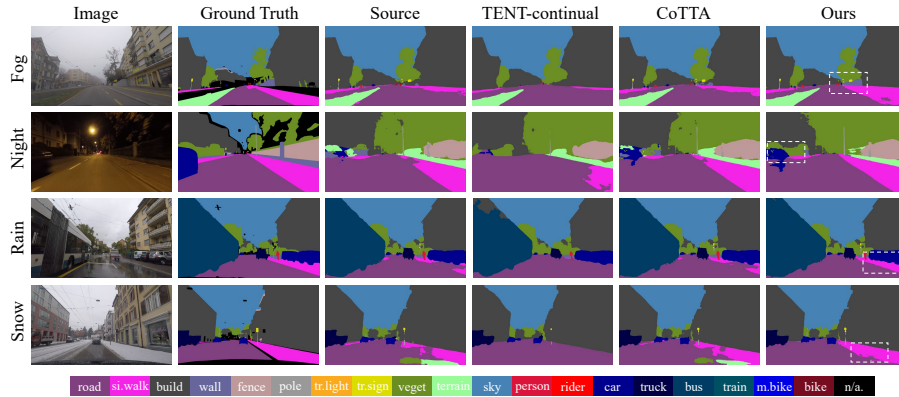 Image Ground Truth Source TENT-continual CoTTA Ours
Fog
Night
Rain
Snow
road si.walk build wall fence pole tr.light tr.sign veget terrain sky person rider car truck bus train m.bike bike n/a.